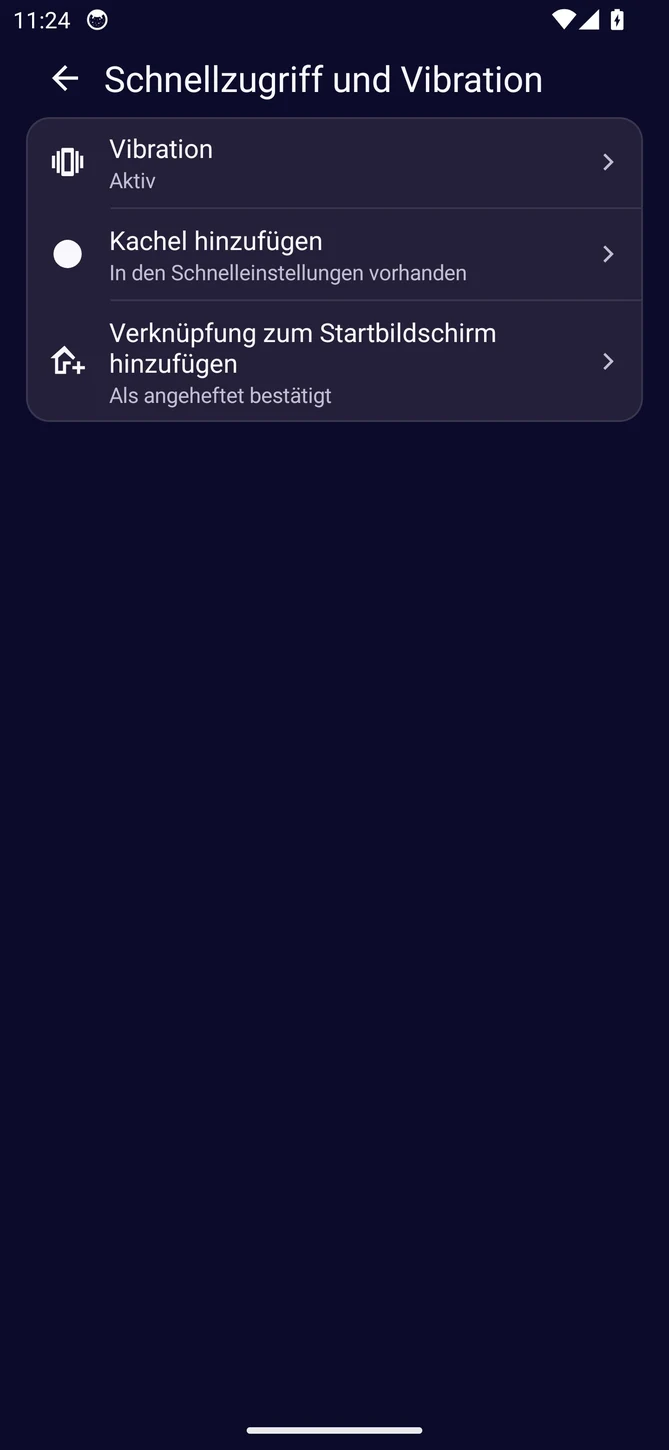 11:24
Schnellzugriff und Vibration
Vibration
Aktiv
Kachel hinzufügen
In den Schnelleinstellungen vorhanden
Verknüpfung zum Startbildschirm
hinzufügen
Als angeheftet bestätigt